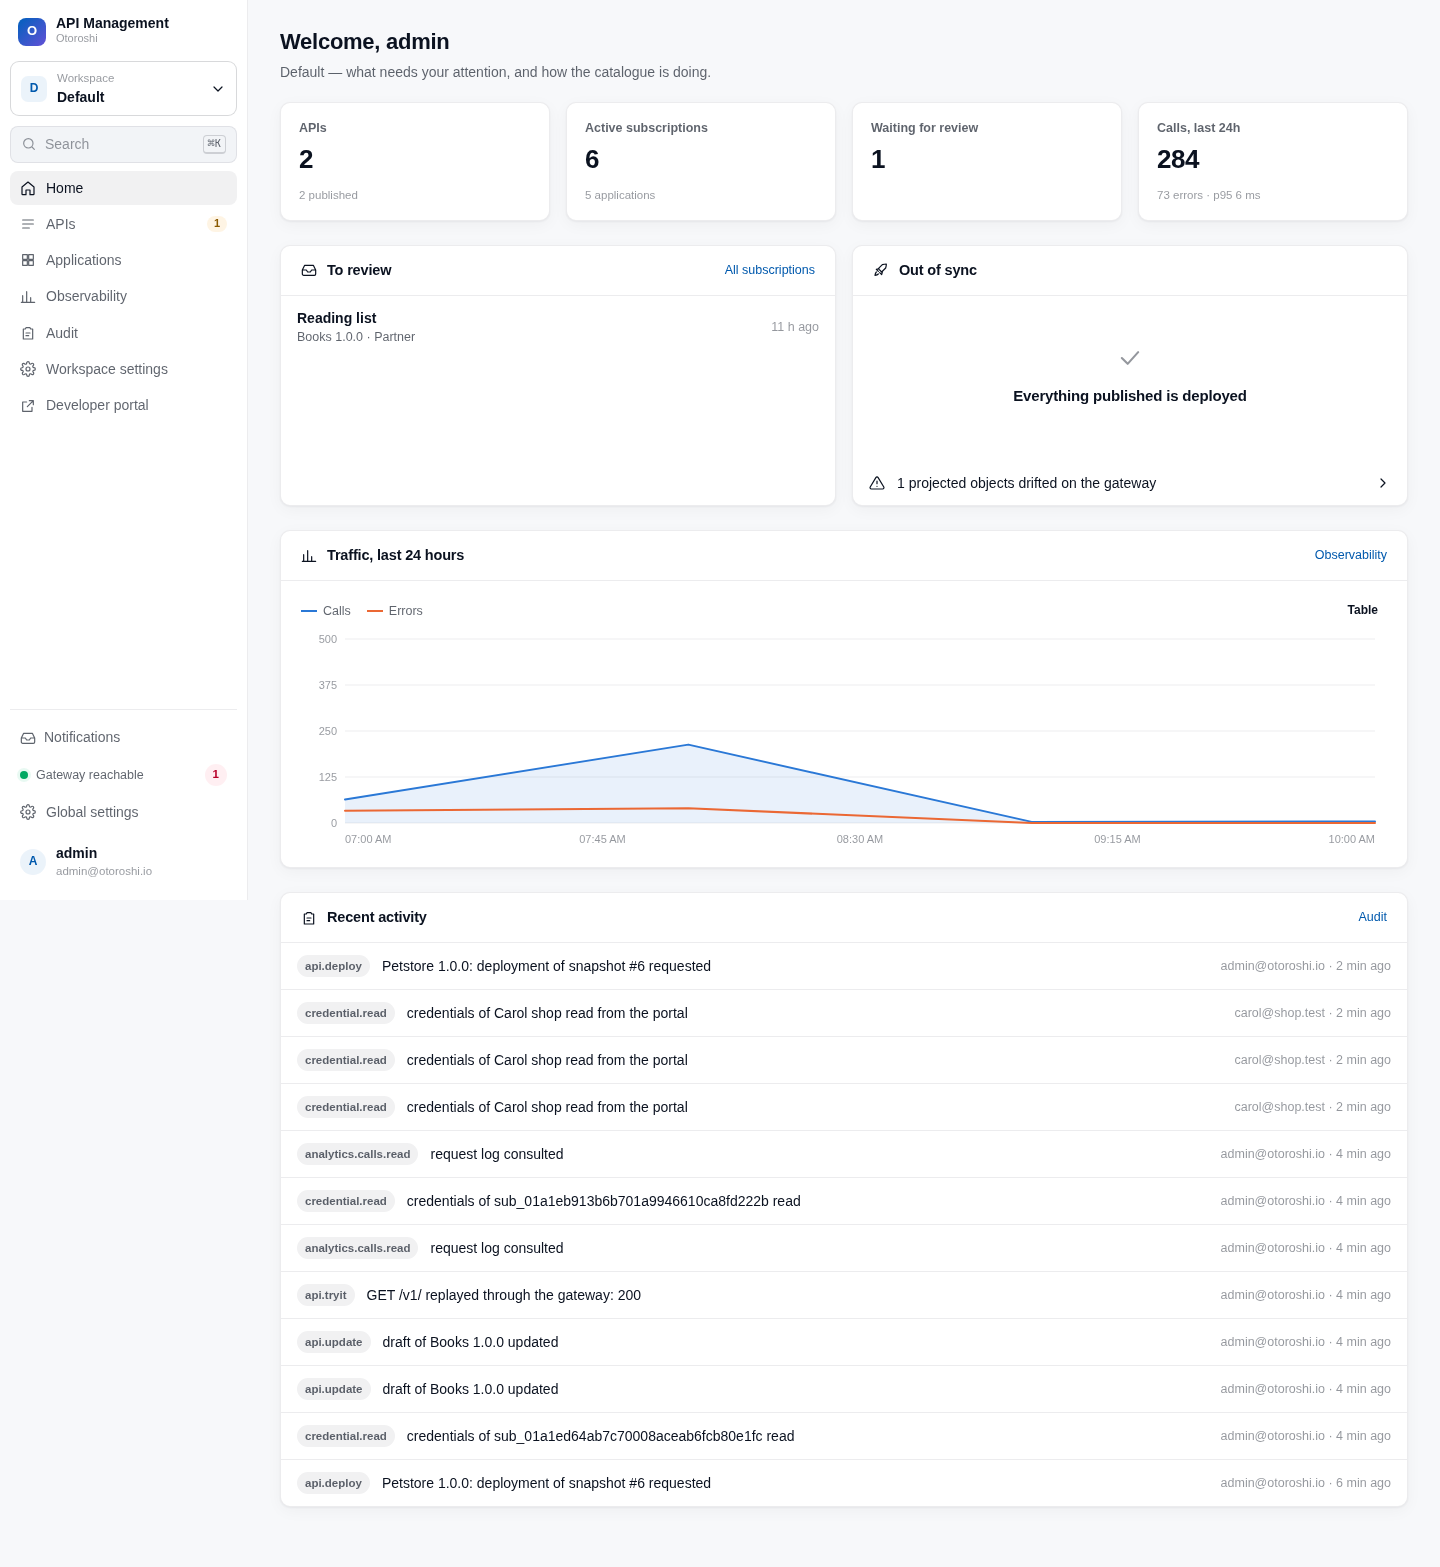 O
API Management
Otoroshi
D
Workspace
Default
Search
⌘K
Home
APIs
1
Applications
Observability
Audit
Workspace settings
Developer portal
Notifications
Gateway reachable
1
Global settings
A
admin
admin@otoroshi.io
Welcome, admin
Default — what needs your attention, and how the catalogue is doing.
APIs
2
2 published
Active subscriptions
6
5 applications
Waiting for review
1
Calls, last 24h
284
73 errors · p95 6 ms
To review
All subscriptions
Reading list
Books 1.0.0 · Partner
11 h ago
Out of sync
Everything published is deployed
1 projected objects drifted on the gateway
Traffic, last 24 hours
Observability
Calls
Errors
Table
500
375
250
125
0
07:00 AM
07:45 AM
08:30 AM
09:15 AM
10:00 AM
Recent activity
Audit
api.deploy Petstore 1.0.0: deployment of snapshot #6 requested admin@otoroshi.io · 2 min ago
credential.read credentials of Carol shop read from the portal carol@shop.test · 2 min ago
credential.read credentials of Carol shop read from the portal carol@shop.test · 2 min ago
credential.read credentials of Carol shop read from the portal carol@shop.test · 2 min ago
analytics.calls.read request log consulted admin@otoroshi.io · 4 min ago
credential.read credentials of sub_01a1eb913b6b701a9946610ca8fd222b read admin@otoroshi.io · 4 min ago
analytics.calls.read request log consulted admin@otoroshi.io · 4 min ago
api.tryit GET /v1/ replayed through the gateway: 200 admin@otoroshi.io · 4 min ago
api.update draft of Books 1.0.0 updated admin@otoroshi.io · 4 min ago
api.update draft of Books 1.0.0 updated admin@otoroshi.io · 4 min ago
credential.read credentials of sub_01a1ed64ab7c70008aceab6fcb80e1fc read admin@otoroshi.io · 4 min ago
api.deploy Petstore 1.0.0: deployment of snapshot #6 requested admin@otoroshi.io · 6 min ago